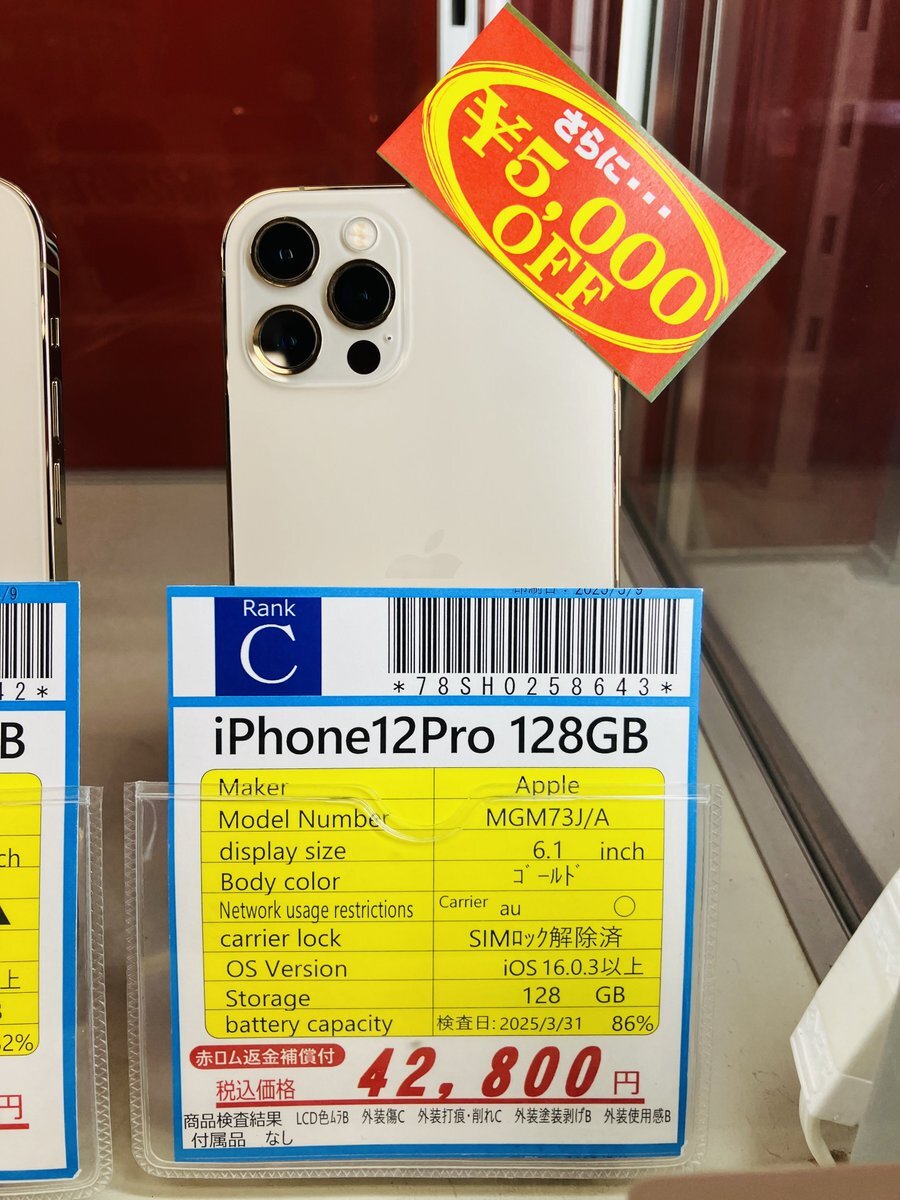 さらに...
¥5,000
OFF
Rank
C
*78SH0258643*
iPhone12Pro 128GB
Maker Apple
Model Number MGM73J/A
display size 6.1 inch
Body color ｺﾞｰﾙﾄﾞ
Network usage restrictions Carrier au ○
carrier lock SIMﾛｯｸ解除済
OS Version iOS 16.0.3以上
Storage 128 GB
battery capacity 検査日:2025/3/31 86%
赤ロム返金補償付
税込価格 42,800円
商品検査結果 LCD色ﾑﾗB 外装傷C 外装打痕・削れC 外装塗装剥げB 外装使用感B
付属品 なし
/9
42*
B
ch
上
62%
円